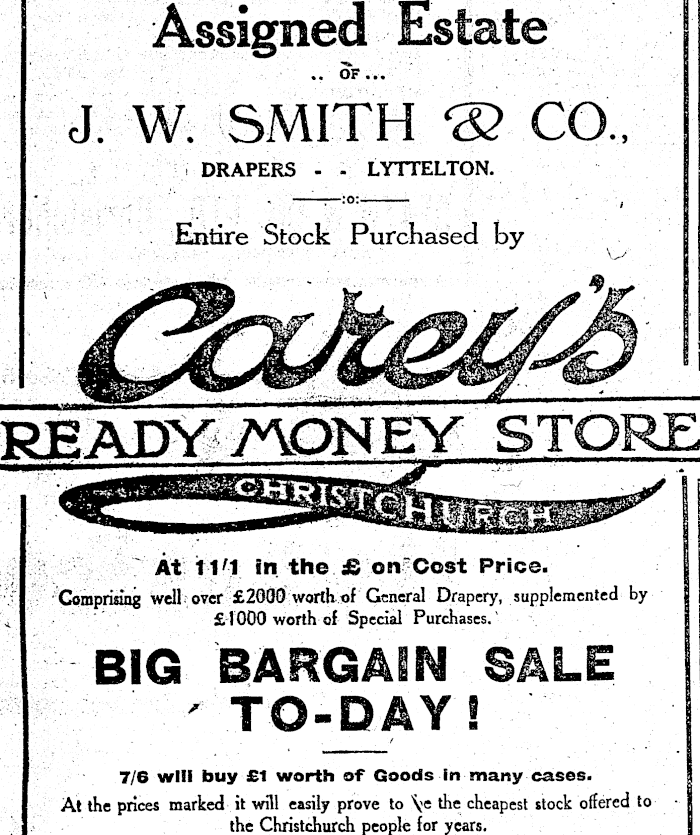 Assigned Estate
.. OF ...
J. W. SMITH & CO.,
DRAPERS - - LYTTELTON.
:o:
Entire Stock Purchased by
Carey's
READY MONEY STORE
CHRISTCHURCH
At 11/1 in the £ on Cost Price.
Comprising well over £2000 worth of General Drapery, supplemented by
£1000 worth of Special Purchases.
BIG BARGAIN SALE
TO-DAY!
7/6 will buy £1 worth of Goods in many cases.
At the prices marked it will easily prove to be the cheapest stock offered to
the Christchurch people for years.